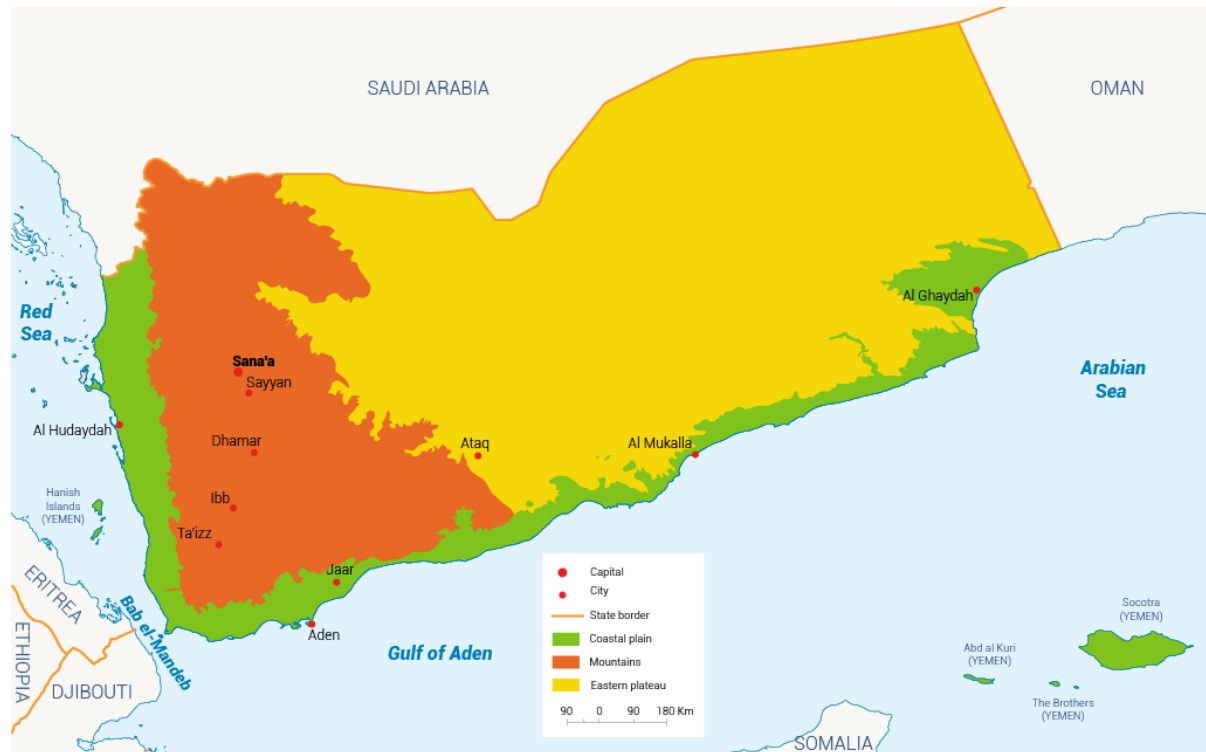 SAUDI ARABIA
OMAN
Red
Sea
Al Ghaydah
Sana'a
Sayyan
Arabian
Sea
Al Hudaydah
Dhamar
Ataq
Al Mukalla
Hanish
Islands
(YEMEN)
Ibb
Ta'izz
Jaar
Aden
ERITREA
ETHIOPIA
DJIBOUTI
Bab el-Mandeb
Gulf of Aden
Capital
City
State border
Coastal plain
Mountains
Eastern plateau
90 0 90 180 Km
Socotra
(YEMEN)
Abd al Kuri
(YEMEN)
The Brothers
(YEMEN)
SOMALIA